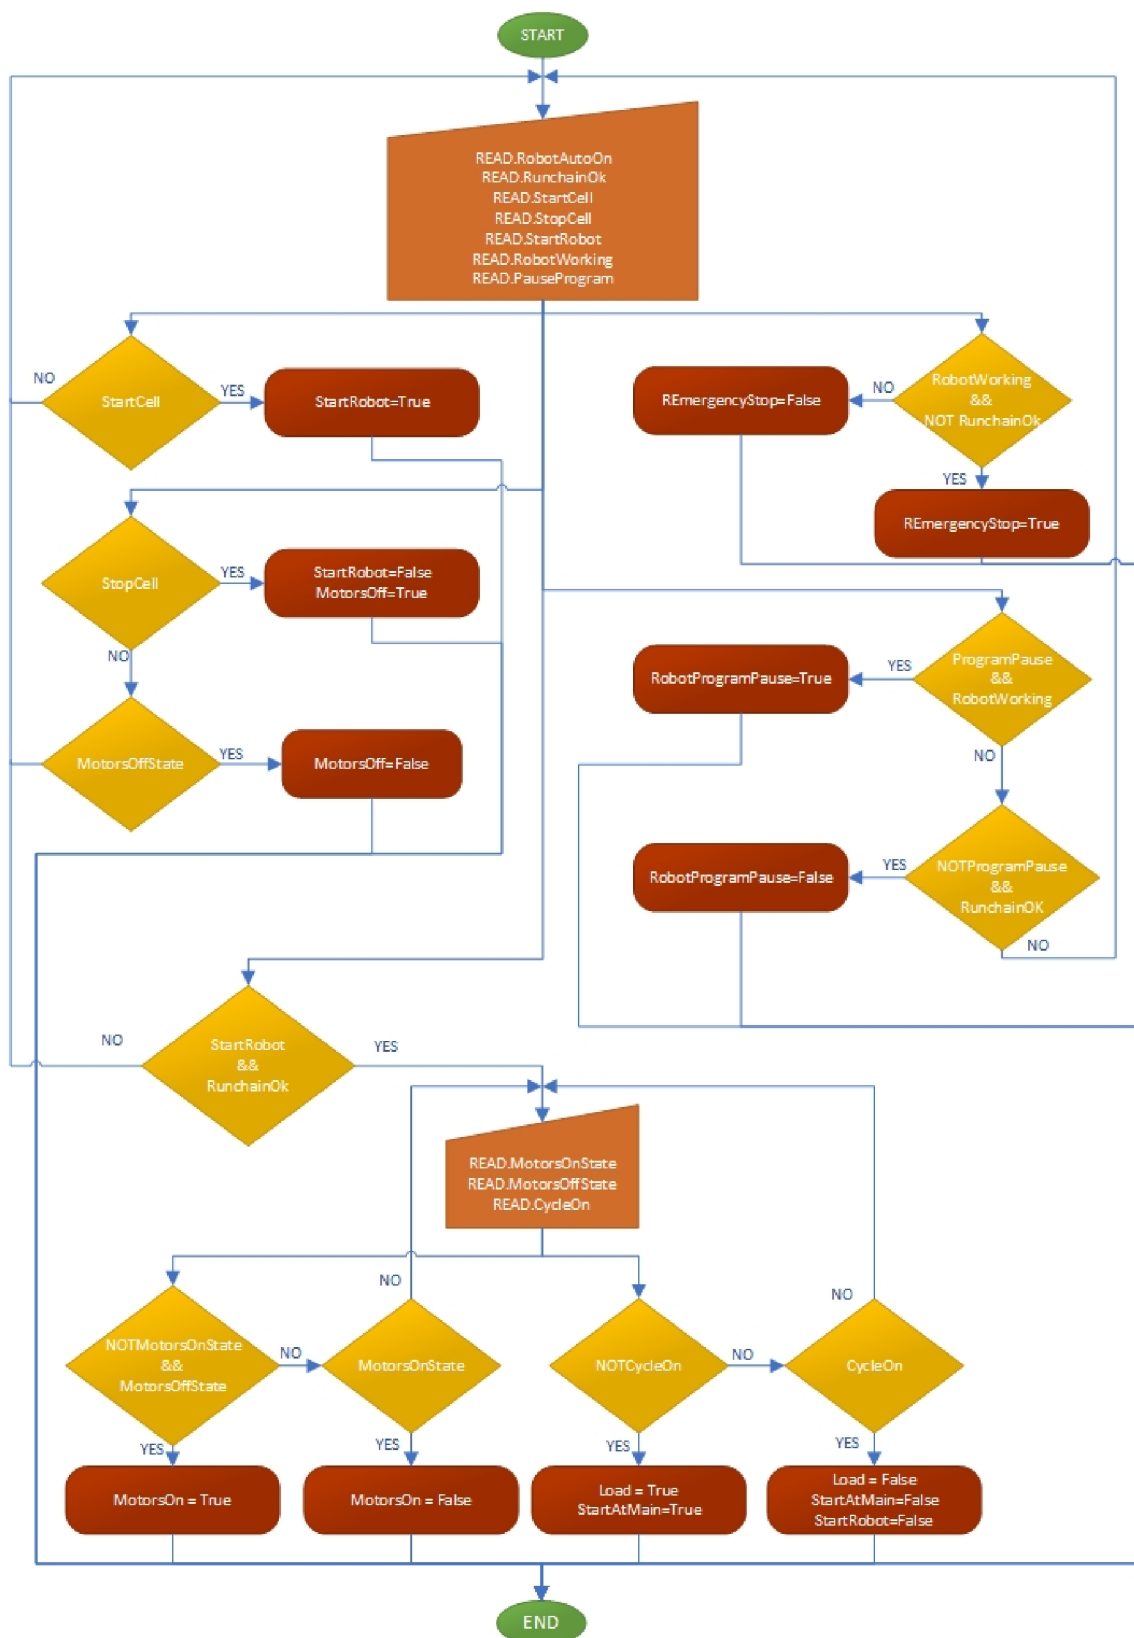 START
READ.RobotAutoOn
READ.RunchainOk
READ.StartCell
READ.StopCell
READ.StartRobot
READ.RobotWorking
READ.PauseProgram
NO
StartCell
YES
StartRobot=True
REmergencyStop=False
NO
RobotWorking
&&
NOT RunchainOk
YES
REmergencyStop=True
StopCell
YES
StartRobot=False
MotorsOff=True
NO
RobotProgramPause=True
YES
ProgramPause
&&
RobotWorking
NO
MotorsOffState
YES
MotorsOff=False
RobotProgramPause=False
YES
NOTProgramPause
&&
RunchainOK
NO
NO
StartRobot
&&
RunchainOk
YES
READ.MotorsOnState
READ.MotorsOffState
READ.CycleOn
NOTMotorsOnState
&&
MotorsOffState
NO
NO
MotorsOnState
NOTCycleOn
NO
NO
CycleOn
YES
YES
YES
YES
MotorsOn = True
MotorsOn = False
Load = True
StartAtMain=True
Load = False
StartAtMain=False
StartRobot=False
END